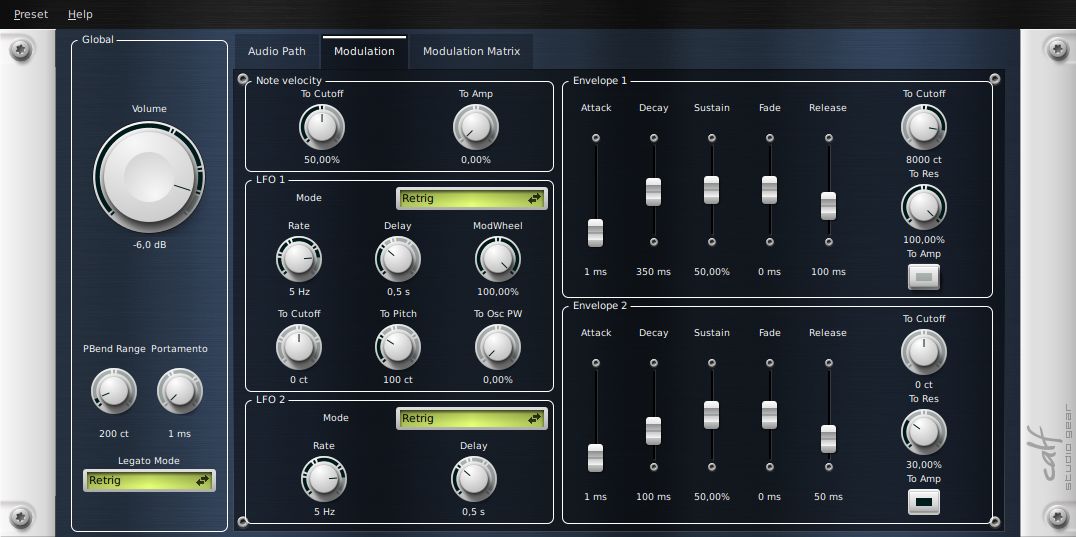 Preset Help
Global
Volume
-6,0 dB
PBend Range Portamento
200 ct 1 ms
Legato Mode
Retrig
Audio Path Modulation Modulation Matrix
Note velocity
To Cutoff To Amp
50,00% 0,00%
LFO 1
Mode Retrig
Rate Delay ModWheel
5 Hz 0,5 s 100,00%
To Cutoff To Pitch To Osc PW
0 ct 100 ct 0,00%
LFO 2
Mode Retrig
Rate Delay
5 Hz 0,5 s
Envelope 1
Attack Decay Sustain Fade Release
1 ms 350 ms 50,00% 0 ms 100 ms
To Cutoff
8000 ct
To Res
100,00%
To Amp
Envelope 2
Attack Decay Sustain Fade Release
1 ms 100 ms 50,00% 0 ms 50 ms
To Cutoff
0 ct
To Res
30,00%
To Amp
calf
studio gear